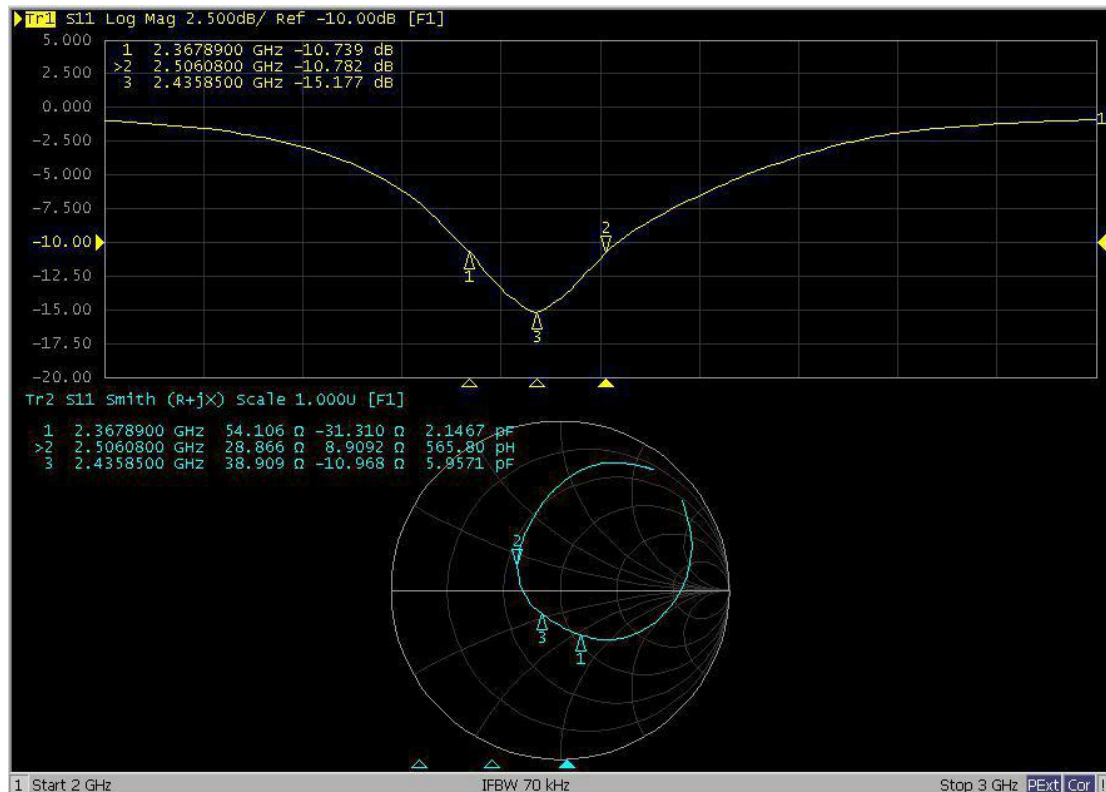 Tr1 S11 Log Mag 2.500dB/ Ref -10.00dB [F1]
5.000
1 2.3678900 GHz -10.739 dB
2.500
>2 2.5060800 GHz -10.782 dB
3 2.4358500 GHz -15.177 dB
0.000
1
-2.500
-5.000
-7.500
2
-10.00
1
-12.50
-15.00
3
-17.50
-20.00
Tr2 S11 Smith (R+jX) Scale 1.000U [F1]
1 2.3678900 GHz 54.106 Ω -31.310 Ω 2.1467 pF
>2 2.5060800 GHz 28.866 Ω 8.9092 Ω 565.80 pH
3 2.4358500 GHz 38.909 Ω -10.968 Ω 5.9571 pF
2
3
1
1 Start 2 GHz IFBW 70 kHz Stop 3 GHz PExt Cor !